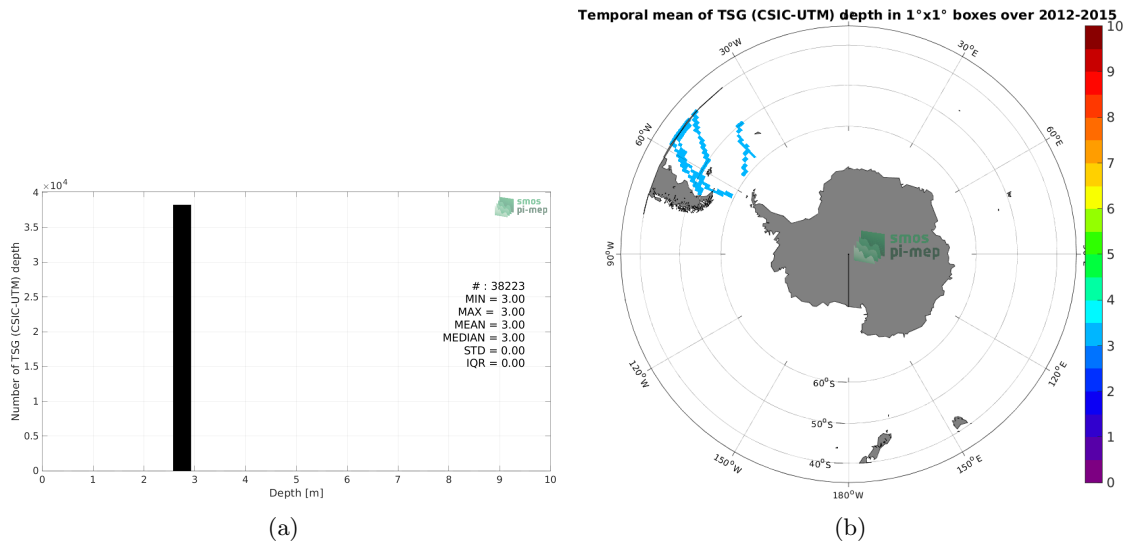 Temporal mean of TSG (CSIC-UTM) depth in 1°x1° boxes over 2012-2015
×10⁴
4
3.5
3
2.5
2
1.5
1
0.5
0
Number of TSG (CSIC-UTM) depth
smos
pi-mep
# : 38223
MIN = 3.00
MAX = 3.00
MEAN = 3.00
MEDIAN = 3.00
STD = 0.00
IQR = 0.00
0 1 2 3 4 5 6 7 8 9 10
Depth [m]
(a)
30°W
30°E
60°W
60°E
90°W
120°W
120°E
150°W
150°E
180°W
60°S
50°S
40°S
smos
pi-mep
10
9
8
7
6
5
4
3
2
1
0
(b)